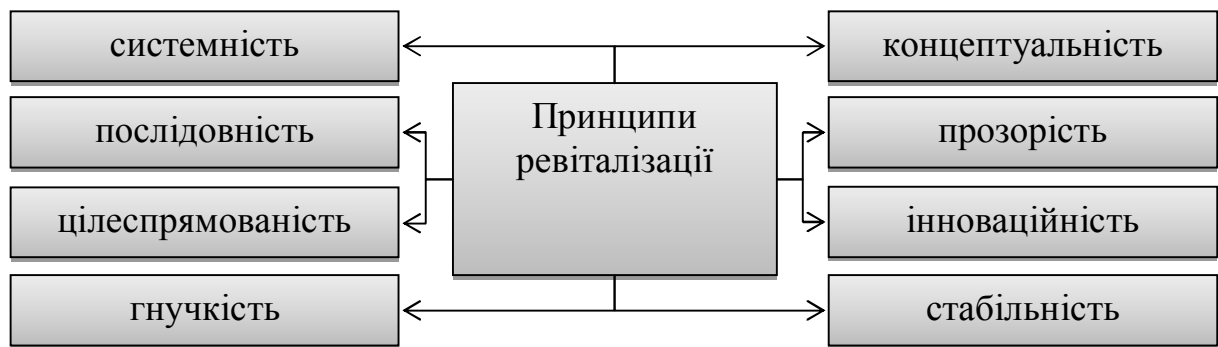 системність
концептуальність
Принципи
ревіталізації
послідовність
прозорість
цілеспрямованість
інноваційність
гнучкість
стабільність